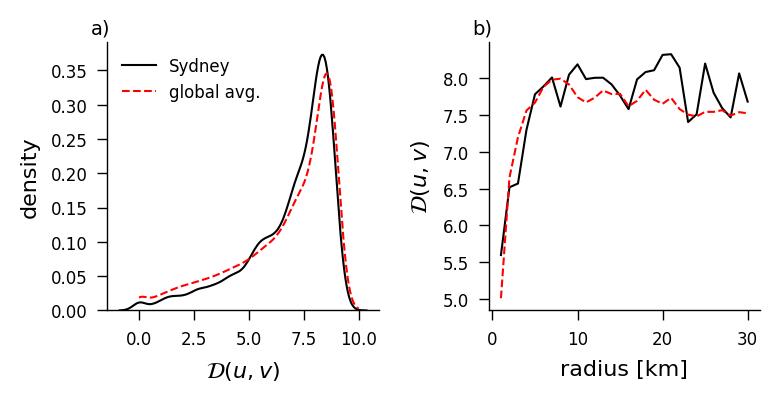 a)
density
0.35
0.30
0.25
0.20
0.15
0.10
0.05
0.00
Sydney
global avg.
0.0 2.5 5.0 7.5 10.0
𝒟(u, v)
b)
𝒟(u, v)
8.0
7.5
7.0
6.5
6.0
5.5
5.0
0 10 20 30
radius [km]